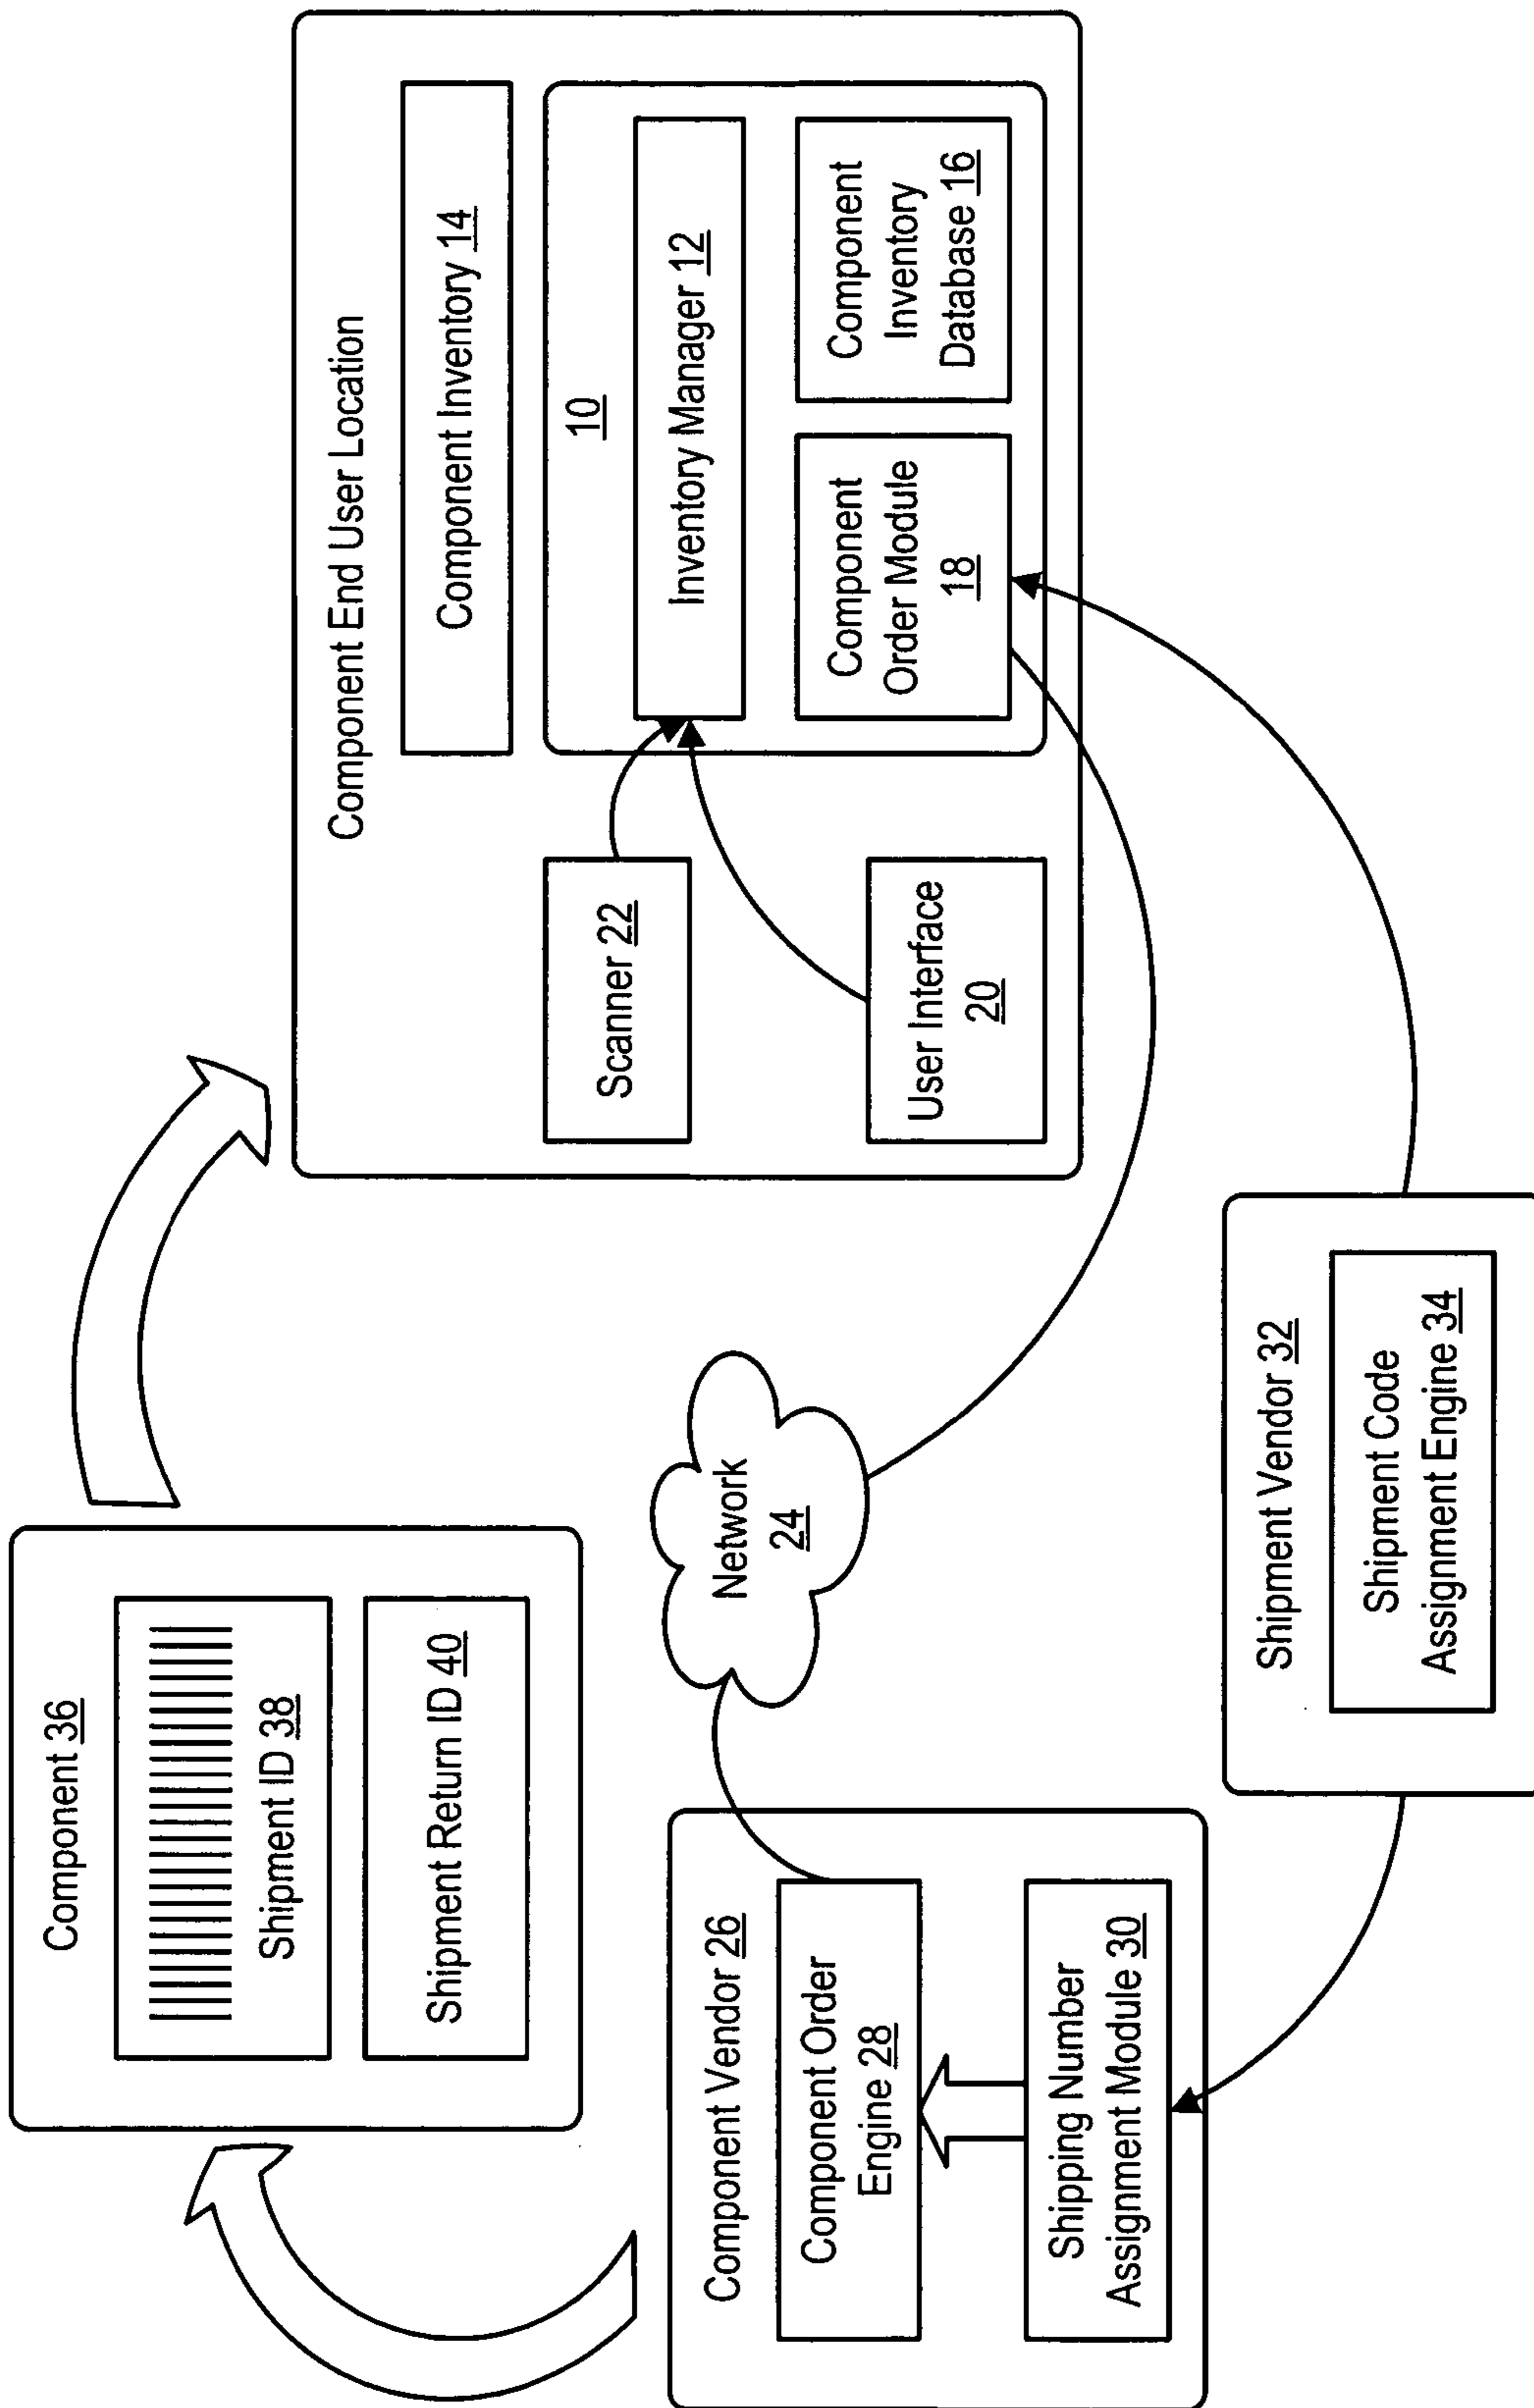 Component 36
Shipment ID 38
Shipment Return ID 40
Component End User Location
Component Inventory 14
10
Scanner 22
Inventory Manager 12
User Interface
20
Component
Order Module
18
Component
Inventory
Database 16
Network
24
Component Vendor 26
Component Order
Engine 28
Shipping Number
Assignment Module 30
Shipment Vendor 32
Shipment Code
Assignment Engine 34